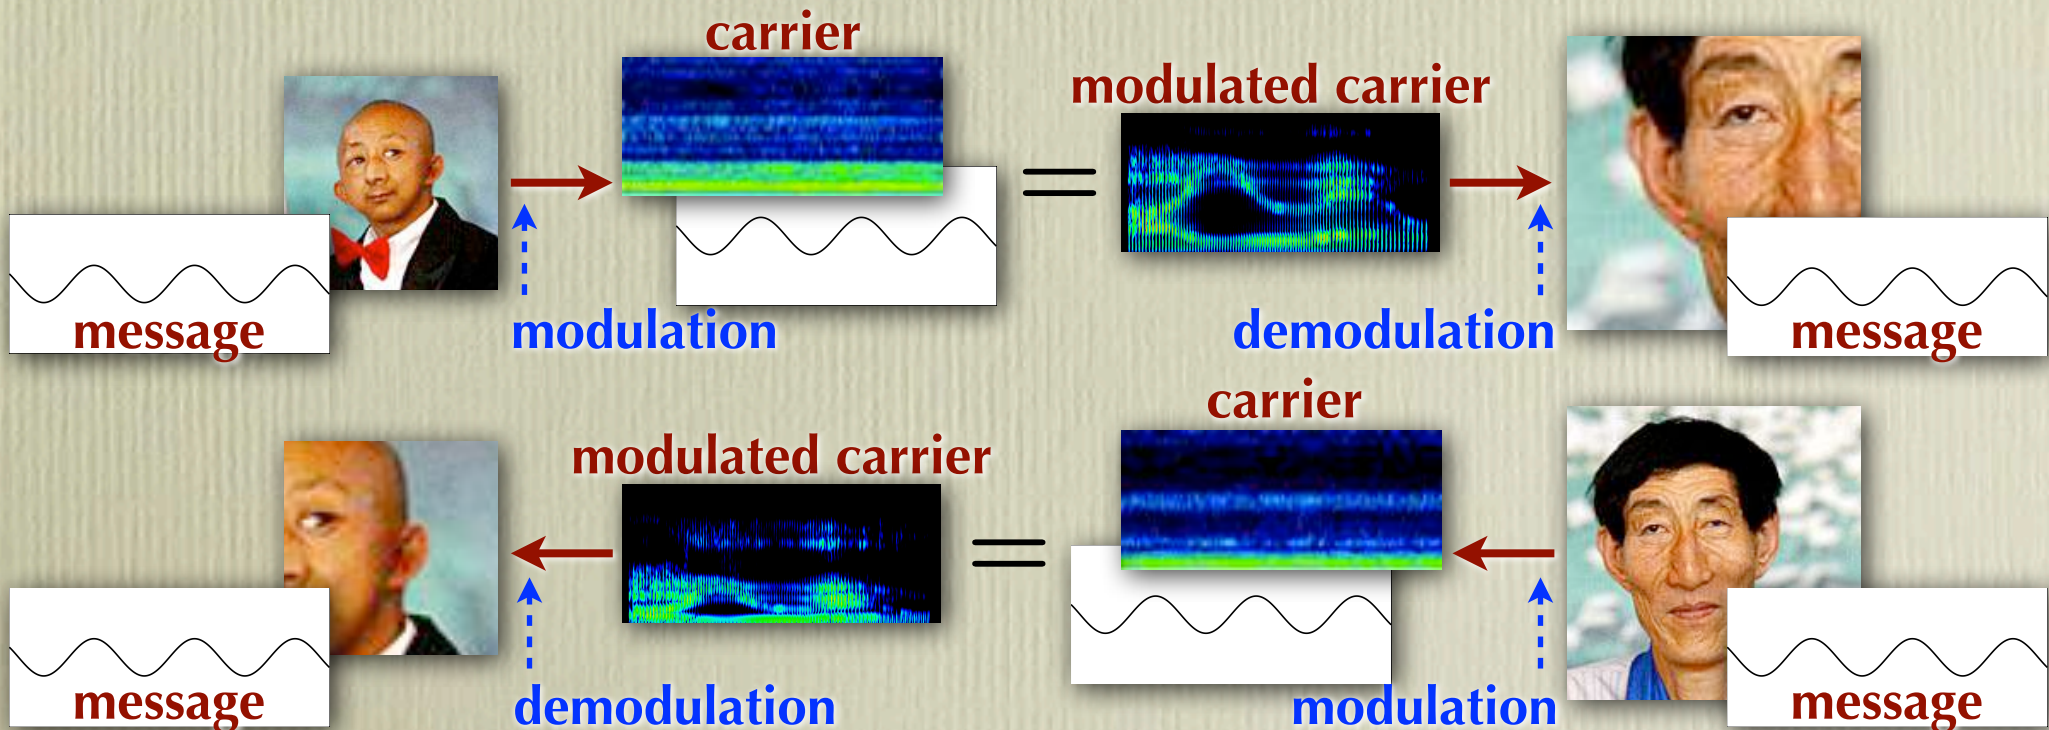 carrier
modulated carrier
message
modulation
demodulation
message
carrier
modulated carrier
message
demodulation
modulation
message